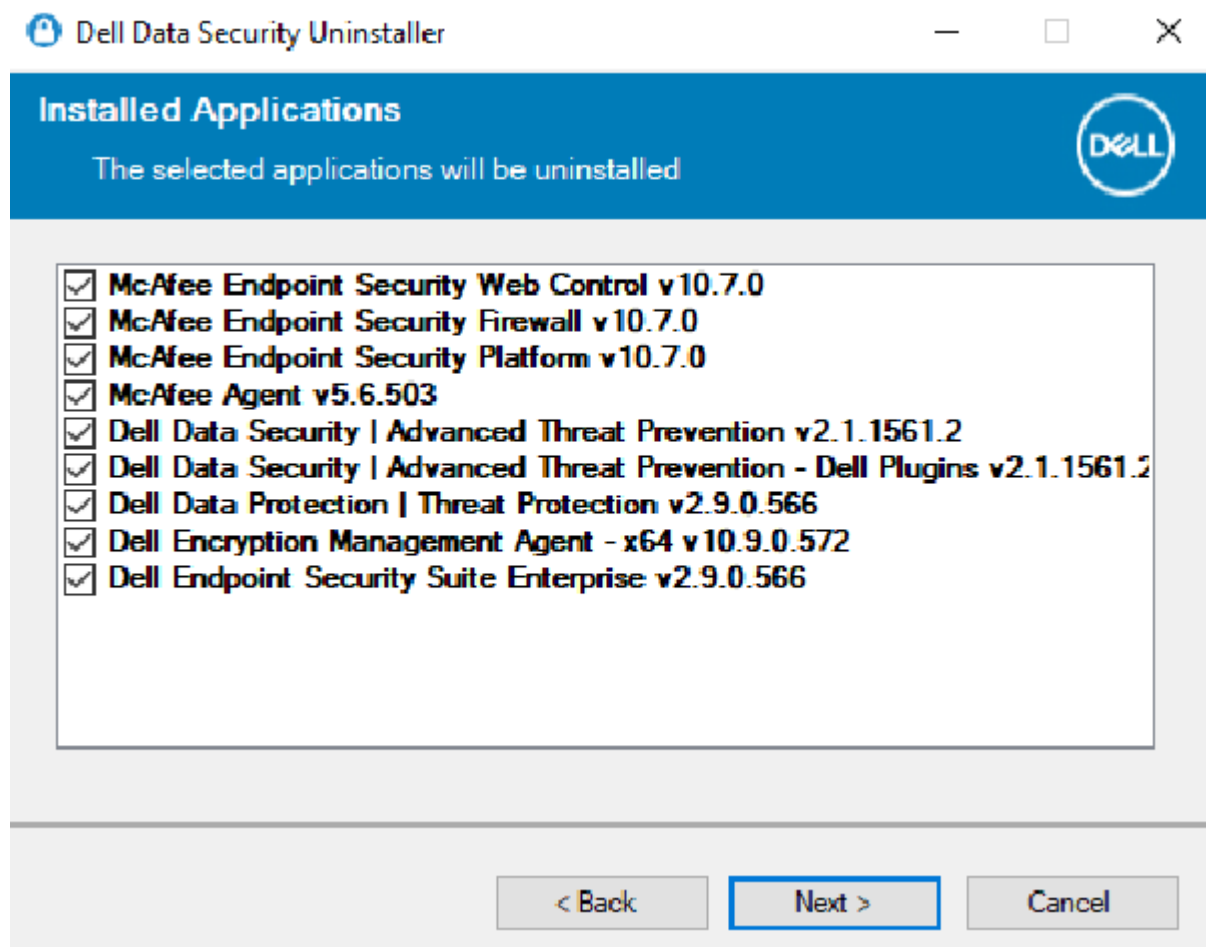 Dell Data Security Uninstaller
Installed Applications
DELL
The selected applications will be uninstalled
McAfee Endpoint Security Web Control v10.7.0
McAfee Endpoint Security Firewall v10.7.0
McAfee Endpoint Security Platform v10.7.0
McAfee Agent v5.6.503
Dell Data Security | Advanced Threat Prevention v2.1.1561.2
Dell Data Security | Advanced Threat Prevention - Dell Plugins v2.1.1561.2
Dell Data Protection | Threat Protection v2.9.0.566
Dell Encryption Management Agent - x64 v10.9.0.572
Dell Endpoint Security Suite Enterprise v2.9.0.566
< Back Next > Cancel